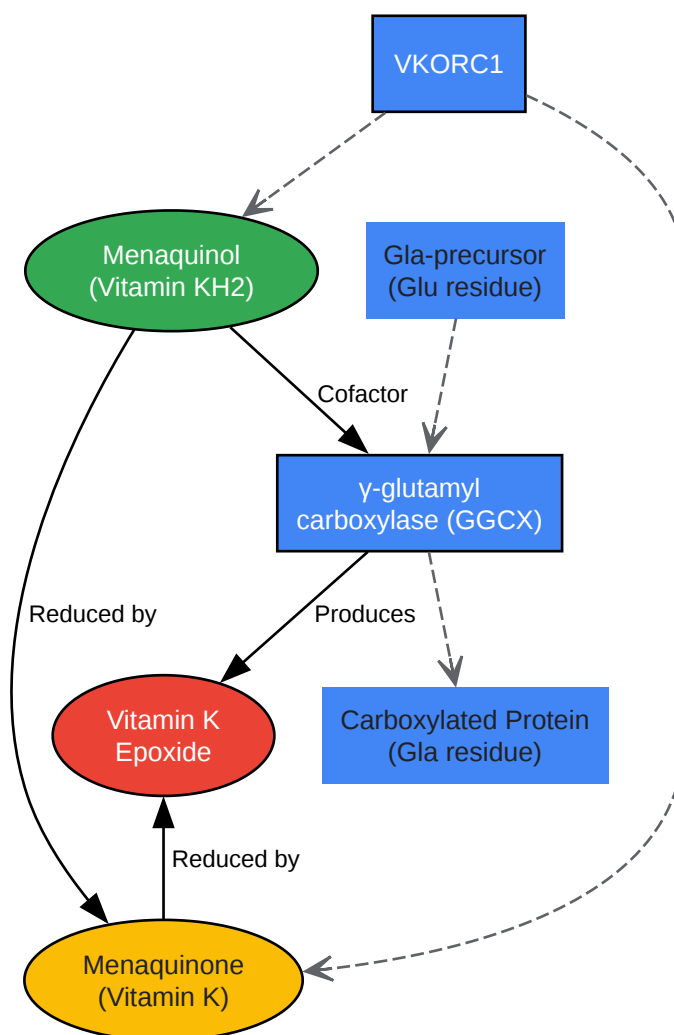 VKORC1
Menaquinol
(Vitamin KH2)
Gla-precursor
(Glu residue)
Cofactor
γ-glutamyl
carboxylase (GGCX)
Reduced by
Produces
Vitamin K
Epoxide
Carboxylated Protein
(Gla residue)
Reduced by
Menaquinone
(Vitamin K)